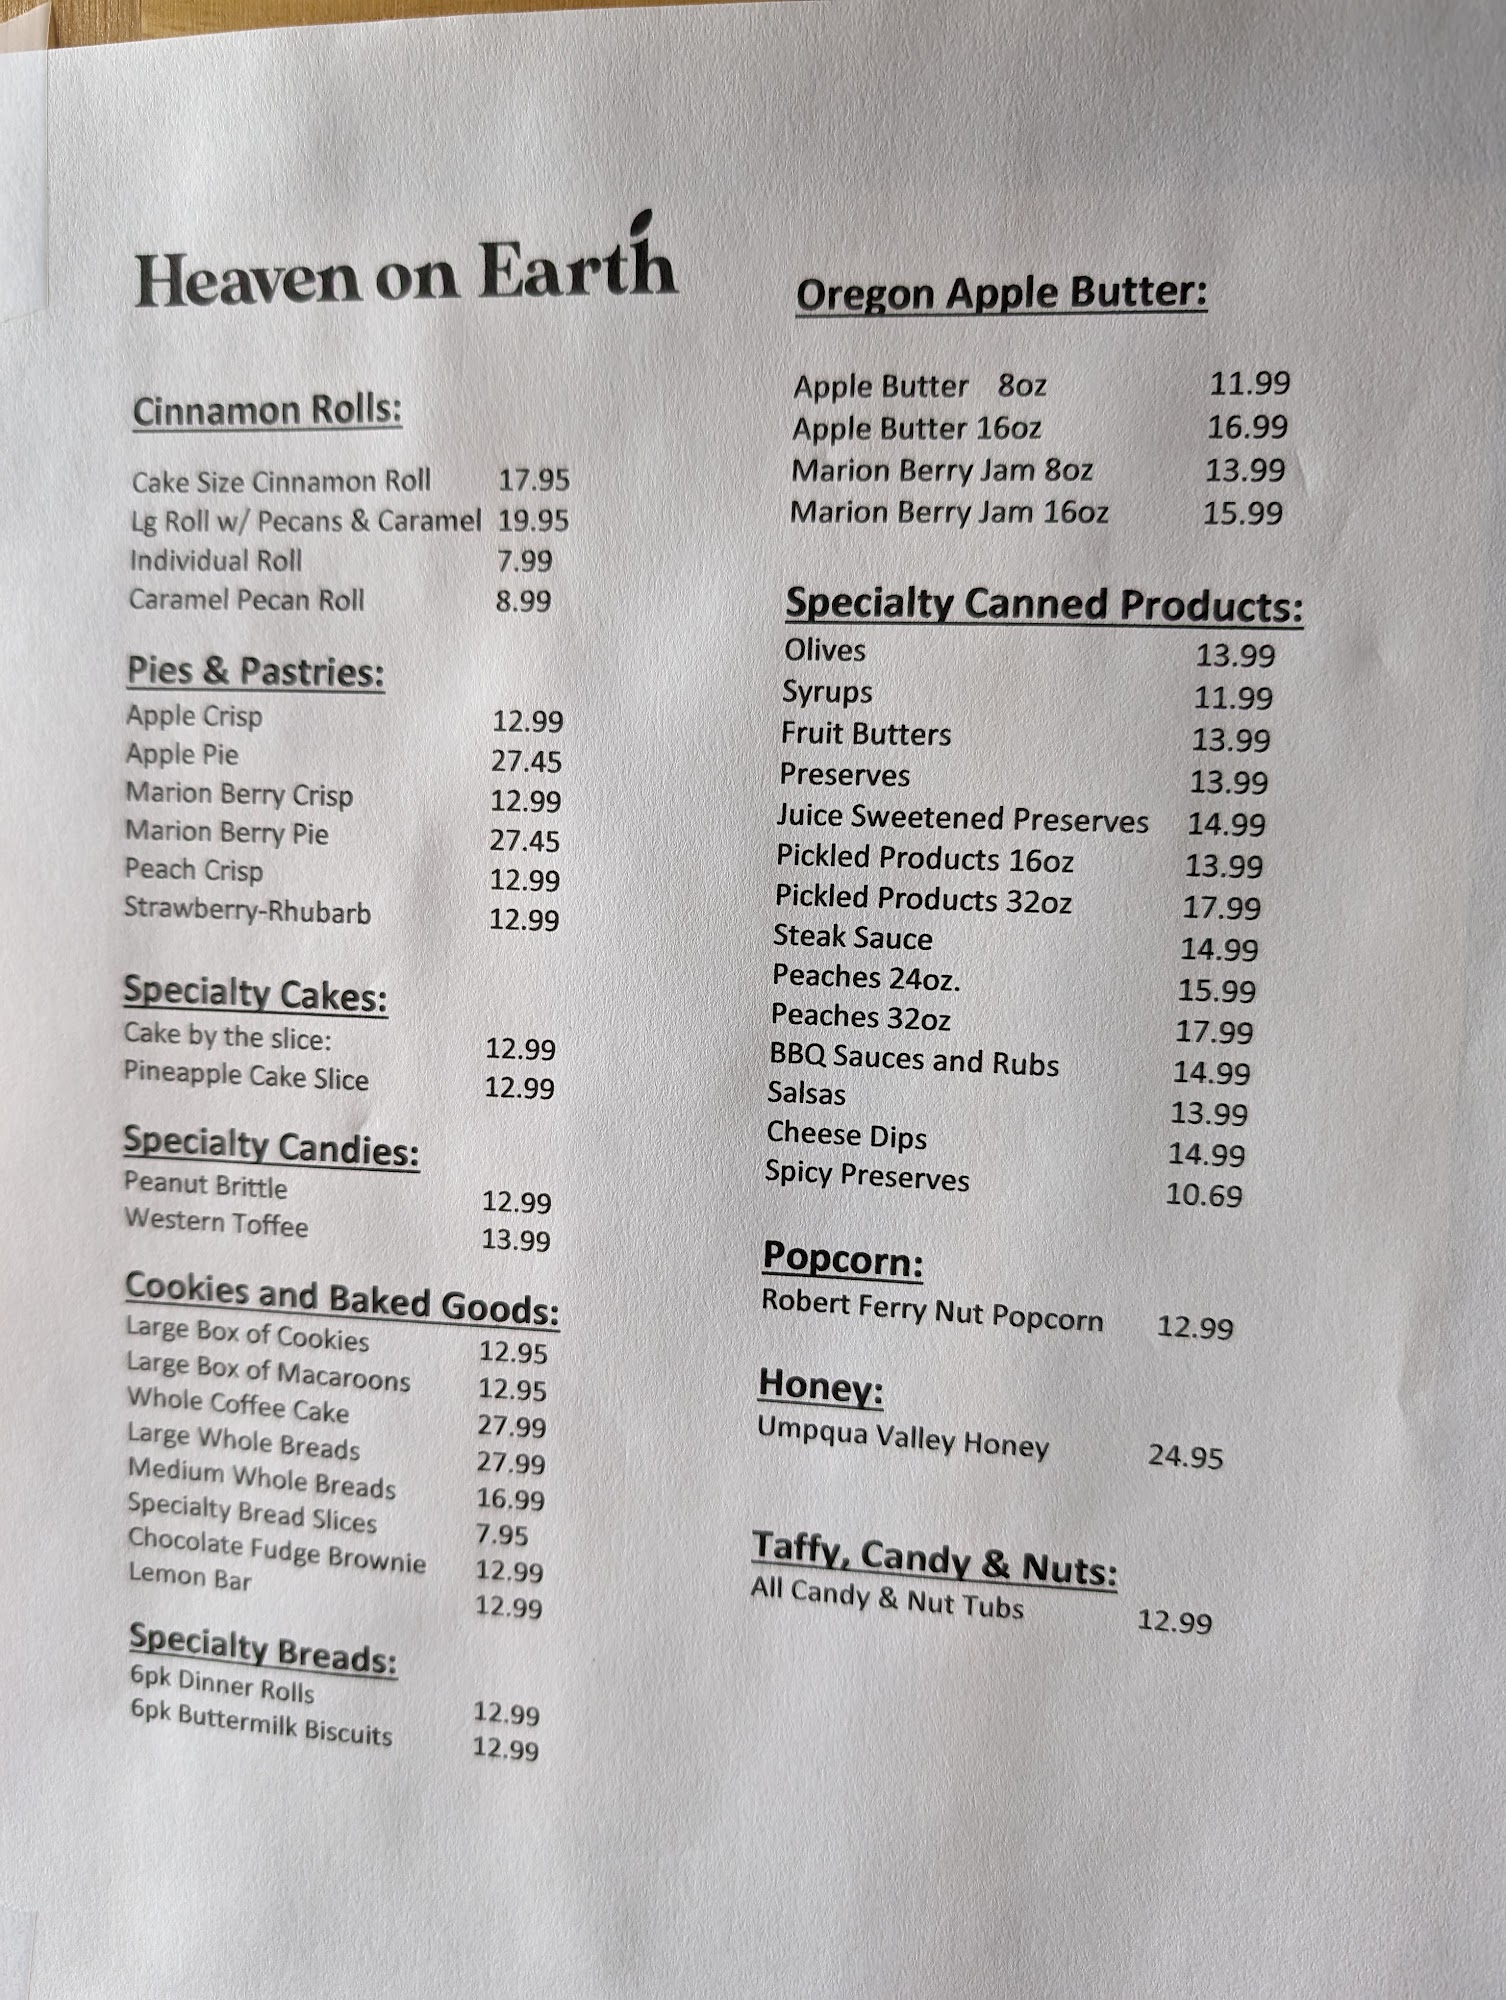 Heaven on Earth
Cinnamon Rolls:
Cake Size Cinnamon Roll 17.95
Lg Roll w/ Pecans & Caramel 19.95
Individual Roll 7.99
Caramel Pecan Roll 8.99
Pies & Pastries:
Apple Crisp 12.99
Apple Pie 27.45
Marion Berry Crisp 12.99
Marion Berry Pie 27.45
Peach Crisp 12.99
Strawberry-Rhubarb 12.99
Specialty Cakes:
Cake by the slice: 12.99
Pineapple Cake Slice 12.99
Specialty Candies:
Peanut Brittle 12.99
Western Toffee 13.99
Cookies and Baked Goods:
Large Box of Cookies 12.95
Large Box of Macaroons 12.95
Whole Coffee Cake 27.99
Large Whole Breads 27.99
Medium Whole Breads 16.99
Specialty Bread Slices 7.95
Chocolate Fudge Brownie 12.99
Lemon Bar 12.99
Specialty Breads:
6pk Dinner Rolls 12.99
6pk Buttermilk Biscuits 12.99
Oregon Apple Butter:
Apple Butter 8oz 11.99
Apple Butter 16oz 16.99
Marion Berry Jam 8oz 13.99
Marion Berry Jam 16oz 15.99
Specialty Canned Products:
Olives 13.99
Syrups 11.99
Fruit Butters 13.99
Preserves 13.99
Juice Sweetened Preserves 14.99
Pickled Products 16oz 13.99
Pickled Products 32oz 17.99
Steak Sauce 14.99
Peaches 24oz. 15.99
Peaches 32oz 17.99
BBQ Sauces and Rubs 14.99
Salsas 13.99
Cheese Dips 14.99
Spicy Preserves 10.69
Popcorn:
Robert Ferry Nut Popcorn 12.99
Honey:
Umpqua Valley Honey 24.95
Taffy, Candy & Nuts:
All Candy & Nut Tubs 12.99